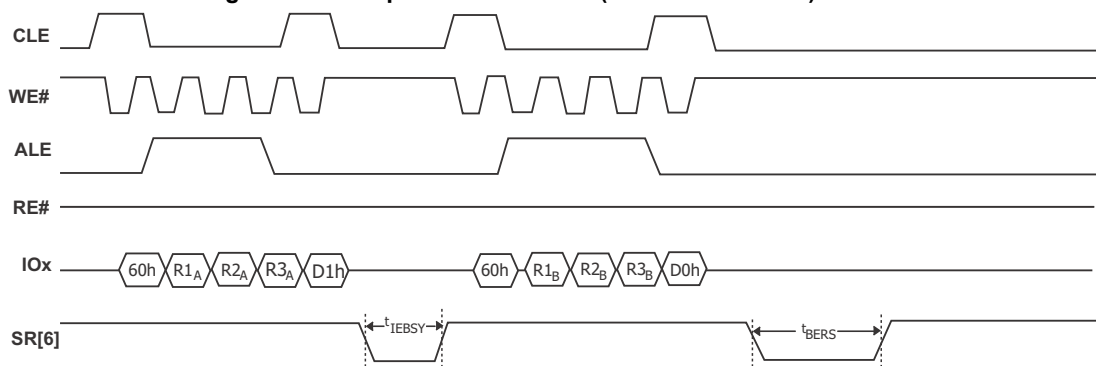 CLE
WE#
ALE
RE#
IOx 60h R1A R2A R3A D1h 60h R1B R2B R3B D0h
SR[6] tIEBSY tBERS